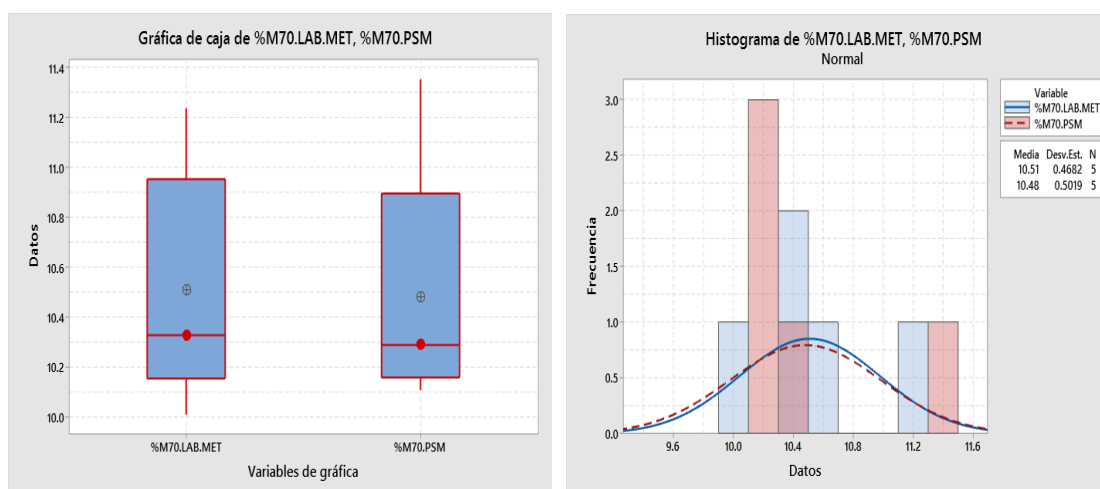 Gráfica de caja de %M70.LAB.MET, %M70.PSM
11.4
11.2
11.0
10.8
10.6
10.4
10.2
10.0
Datos
%M70.LAB.MET
%M70.PSM
Variables de gráfica
Histograma de %M70.LAB.MET, %M70.PSM
Normal
3.0
2.5
2.0
1.5
1.0
0.5
0.0
Frecuencia
9.6 10.0 10.4 10.8 11.2 11.6
Datos
Variable
%M70.LAB.MET
%M70.PSM
Media Desv.Est. N
10.51 0.4682 5
10.48 0.5019 5